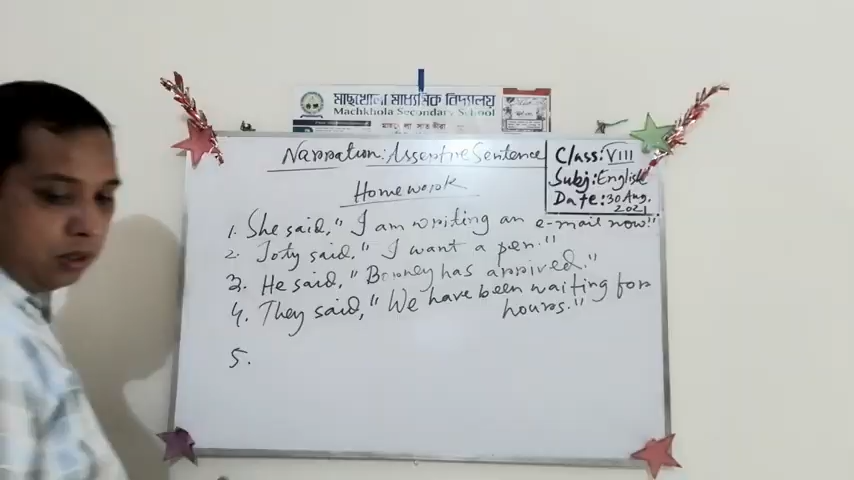 মাছখোলা মাধ্যমিক বিদ্যালয়
Machkhola Secondary School
Narration: Assertive Sentence
Class: VIII
Subj: English
Date: 30 Aug.
2021
Homework
1. She said, " I am writing an e-mail now."
2. Joty said, " I want a pen."
3. He said, " Bonney has arrived."
4. They said, " We have been waiting for
hours."
5.